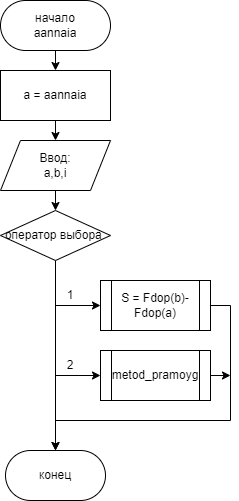 начало
aannaia
a = aannaia
Ввод:
a,b,i
оператор выбора
1
S = Fdop(b)-
Fdop(a)
2
metod_pramoyg
конец